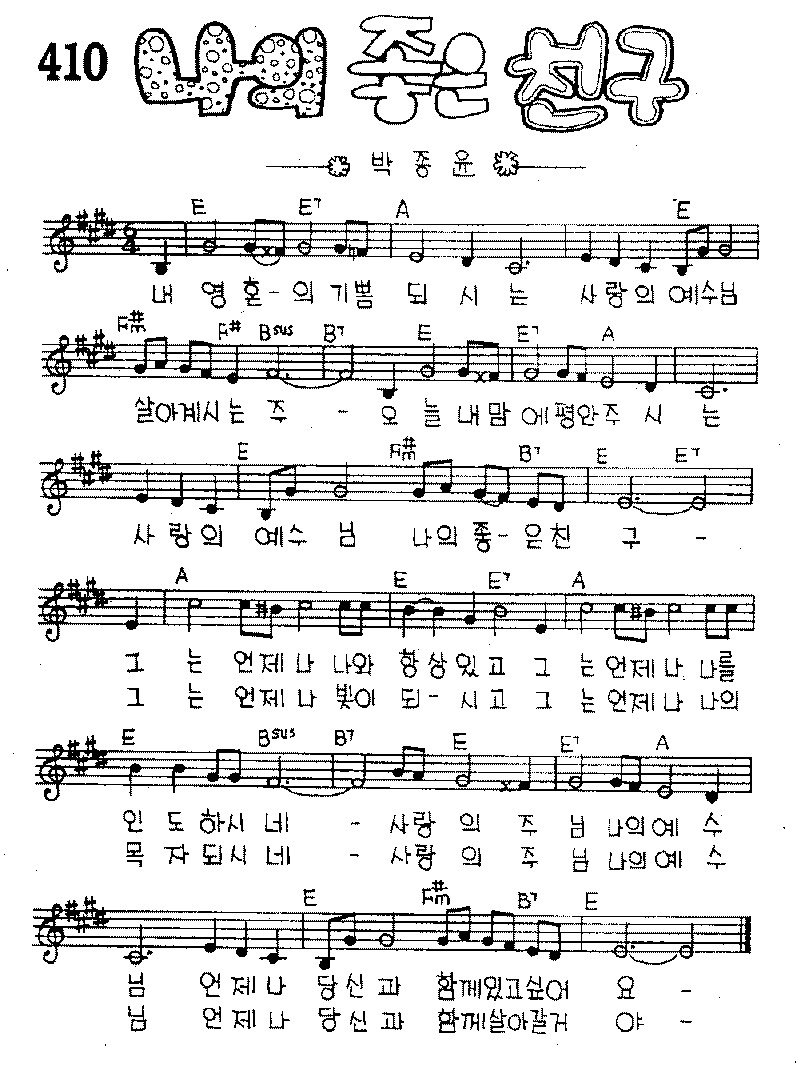 410 나의 좋은 친구
박종윤
6/4
E E7 A E
내 영 혼 - 의 기쁨 되 시 는 사랑의 예수님
F#m F# Bsus B7 E E7 A
살아계시는 주 - 오 늘 내 맘 에 평안 주 시 는
E F#m B7 E E7
사 랑 의 예 수 님 나의 좋 - 은 친 구 -
A E E7 A
그 는 언제나 나와 항상 있고 그 는 언제나 나를
그 는 언제나 빛이 되 - 시고 그 는 언제나 나의
E Bsus B7 E E7 A
인 도 하시 네 - 사랑 의 주 님 나의 예 수
목 자 되시 네 - 사랑 의 주 님 나의 예 수
E F#m B7 E
님 언 제 나 당 신 과 함께있고싶어 요 -
님 언 제 나 당 신 과 함께살아갈거 야 -